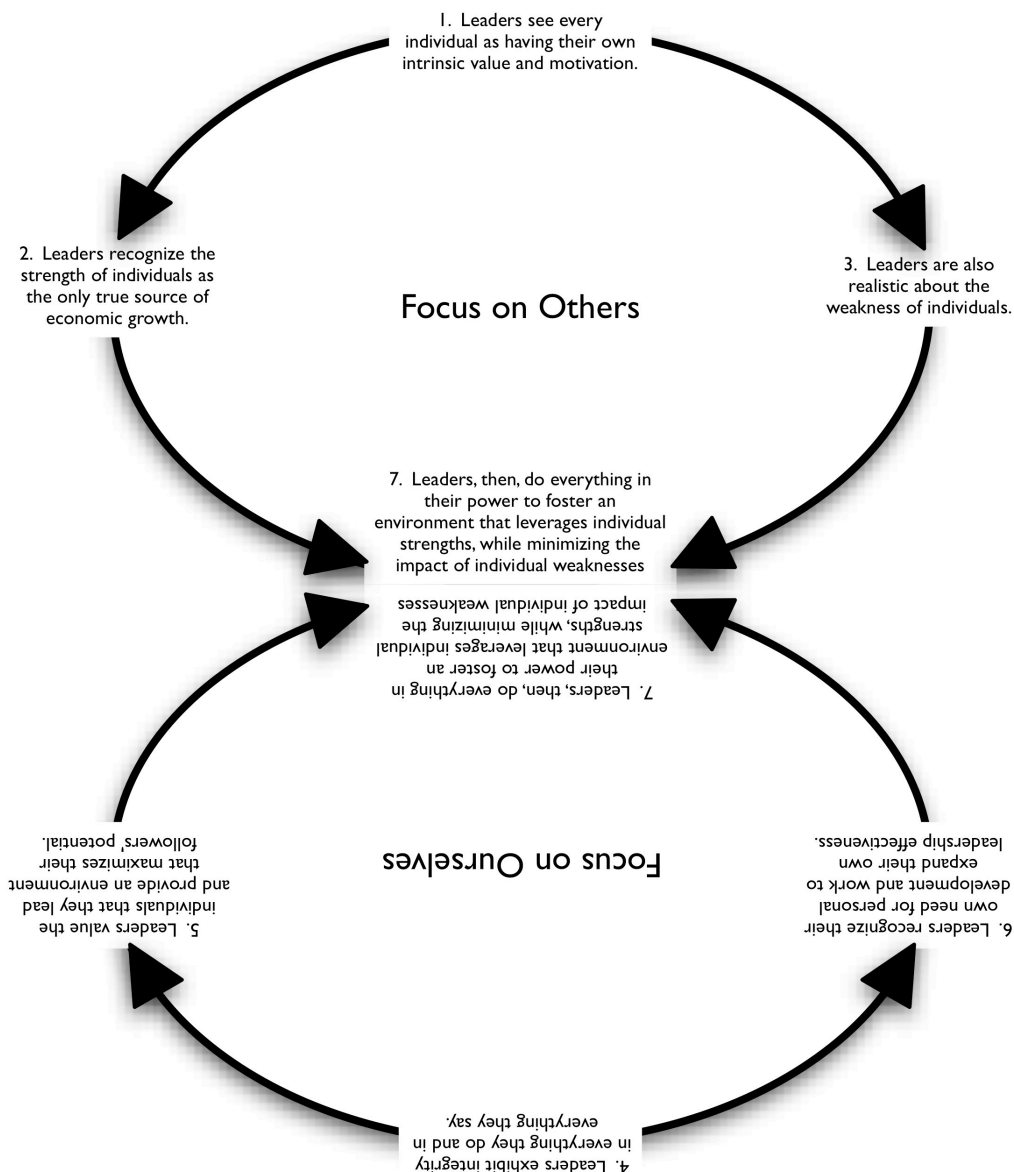 1. Leaders see every
individual as having their own
intrinsic value and motivation.
2. Leaders recognize the
strength of individuals as
the only true source of
economic growth.
3. Leaders are also
realistic about the
weakness of individuals.
Focus on Others
7. Leaders, then, do everything in
their power to foster an
environment that leverages individual
strengths, while minimizing the
impact of individual weaknesses
7. Leaders, then, do everything in
their power to foster an
environment that leverages individual
strengths, while minimizing the
impact of individual weaknesses
Focus on Ourselves
4. Leaders exhibit integrity
in everything they do and in
everything they say.
5. Leaders value the
individuals that they lead
and provide an environment
that maximizes their
followers' potential.
6. Leaders recognize their
own need for personal
development and work to
expand their own
leadership effectiveness.